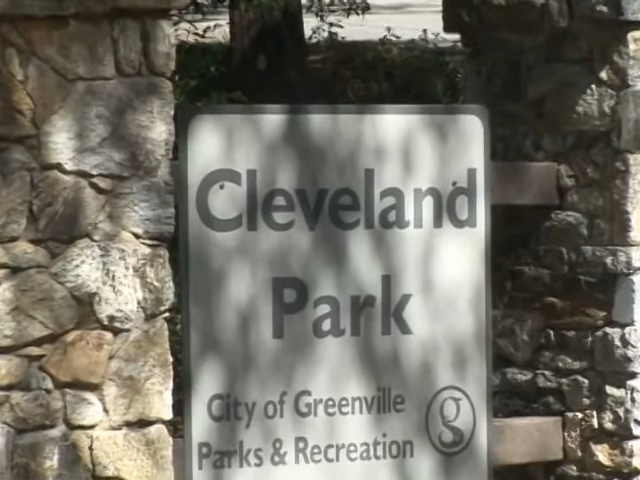 Cleveland
Park
City of Greenville
Parks & Recreation
g